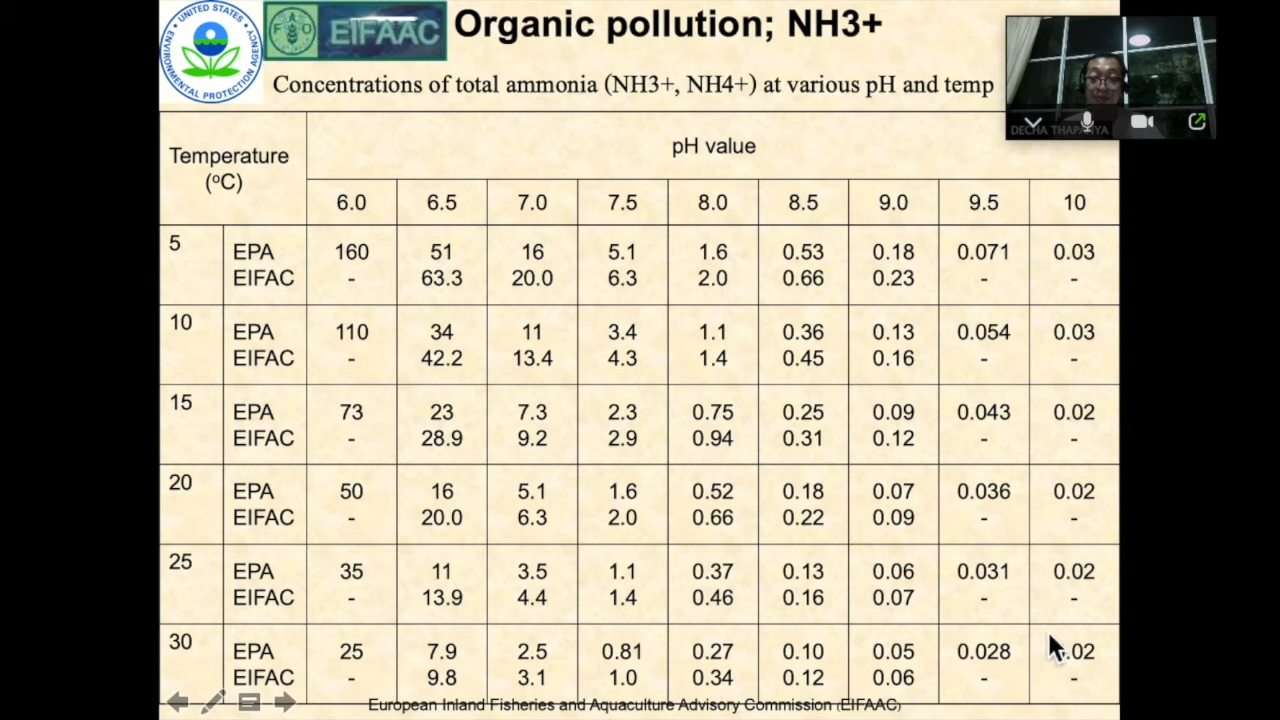 UNITED STATES
ENVIRONMENTAL PROTECTION AGENCY
EIFAAC
Organic pollution; NH3+
Concentrations of total ammonia (NH3+, NH4+) at various pH and temp
DECHA THAPANYA
Temperature
(oC)
pH value
6.0 6.5 7.0 7.5 8.0 8.5 9.0 9.5 10
5
EPA 160 51 16 5.1 1.6 0.53 0.18 0.071 0.03
EIFAC - 63.3 20.0 6.3 2.0 0.66 0.23 - -
10
EPA 110 34 11 3.4 1.1 0.36 0.13 0.054 0.03
EIFAC - 42.2 13.4 4.3 1.4 0.45 0.16 - -
15
EPA 73 23 7.3 2.3 0.75 0.25 0.09 0.043 0.02
EIFAC - 28.9 9.2 2.9 0.94 0.31 0.12 - -
20
EPA 50 16 5.1 1.6 0.52 0.18 0.07 0.036 0.02
EIFAC - 20.0 6.3 2.0 0.66 0.22 0.09 - -
25
EPA 35 11 3.5 1.1 0.37 0.13 0.06 0.031 0.02
EIFAC - 13.9 4.4 1.4 0.46 0.16 0.07 - -
30
EPA 25 7.9 2.5 0.81 0.27 0.10 0.05 0.028 .02
EIFAC - 9.8 3.1 1.0 0.34 0.12 0.06 - -
European Inland Fisheries and Aquaculture Advisory Commission (EIFAAC)